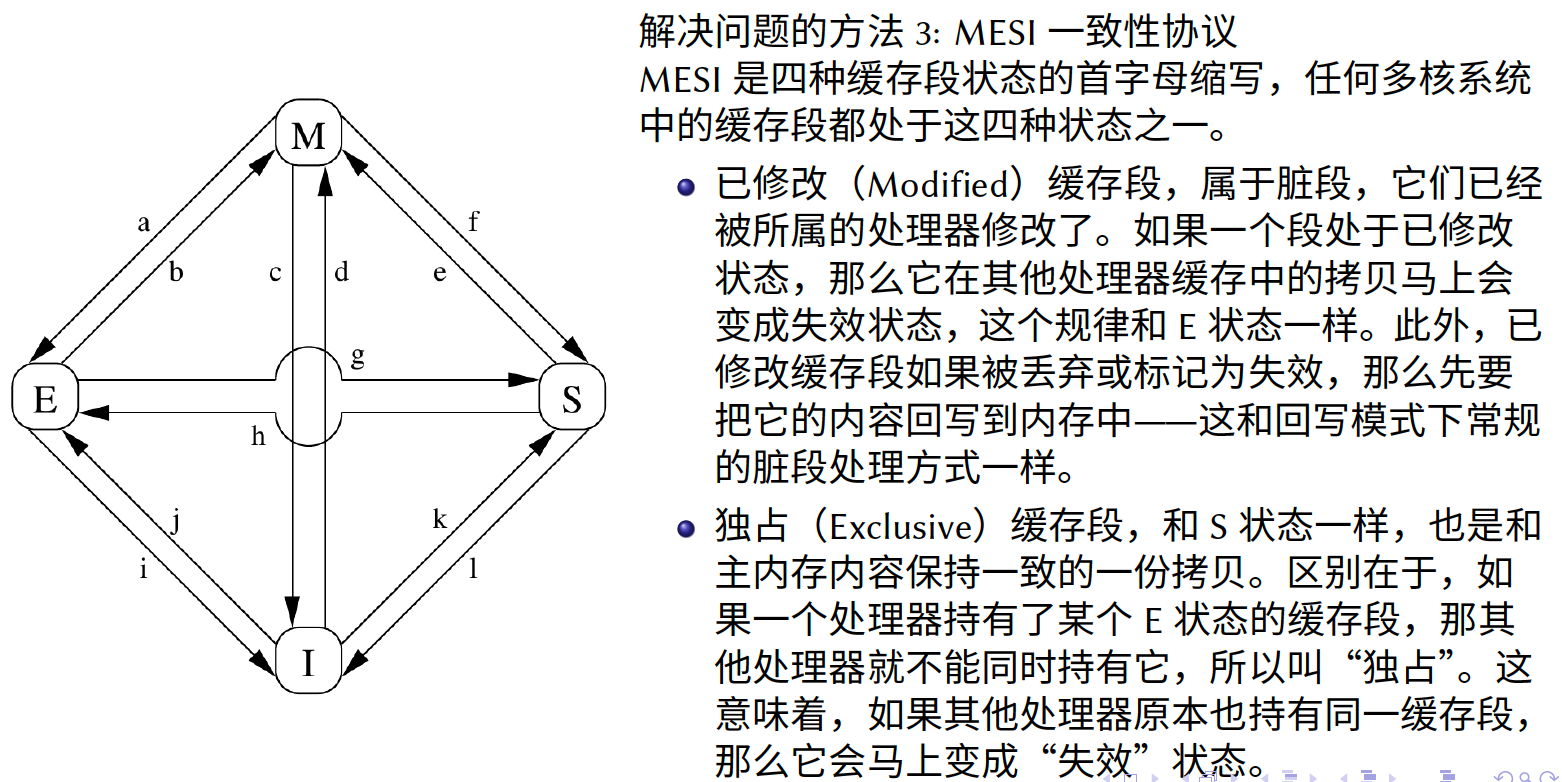 解决问题的方法 3: MESI 一致性协议
MESI 是四种缓存段状态的首字母缩写，任何多核系统
中的缓存段都处于这四种状态之一。
已修改（Modified）缓存段，属于脏段，它们已经
被所属的处理器修改了。如果一个段处于已修改
状态，那么它在其他处理器缓存中的拷贝马上会
变成失效状态，这个规律和 E 状态一样。此外，已
修改缓存段如果被丢弃或标记为失效，那么先要
把它的内容回写到内存中——这和回写模式下常规
的脏段处理方式一样。
独占（Exclusive）缓存段，和 S 状态一样，也是和
主内存内容保持一致的一份拷贝。区别在于，如
果一个处理器持有了某个 E 状态的缓存段，那其
他处理器就不能同时持有它，所以叫“独占”。这
意味着，如果其他处理器原本也持有同一缓存段，
那么它会马上变成“失效” 状态。
M
a
f
b
c
d
e
g
E
S
h
j
k
i
l
I